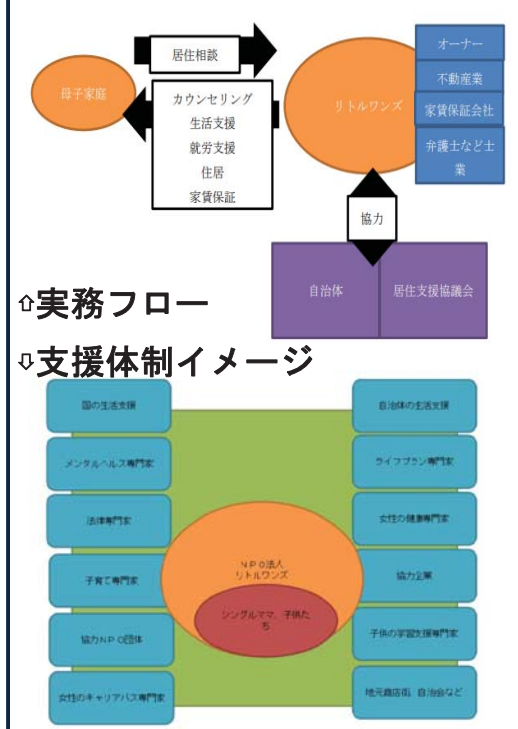 居住相談
母子家庭
カウンセリング
生活支援
就労支援
住居
家賃保証
リトルワンズ
オーナー
不動産業
家賃保証会社
弁護士など士
業
協力
自治体
居住支援協議会
⇧実務フロー
⇩支援体制イメージ
国の生活支援
自治体の生活支援
メンタルヘルス専門家
ライフプラン専門家
法律専門家
女性の健康専門家
NPO法人
リトルワンズ
子育て専門家
協力企業
シングルママ、子供た
ち
協力NPO団体
子供の学習支援専門家
女性のキャリアパス専門家
地元商店街、自治会など